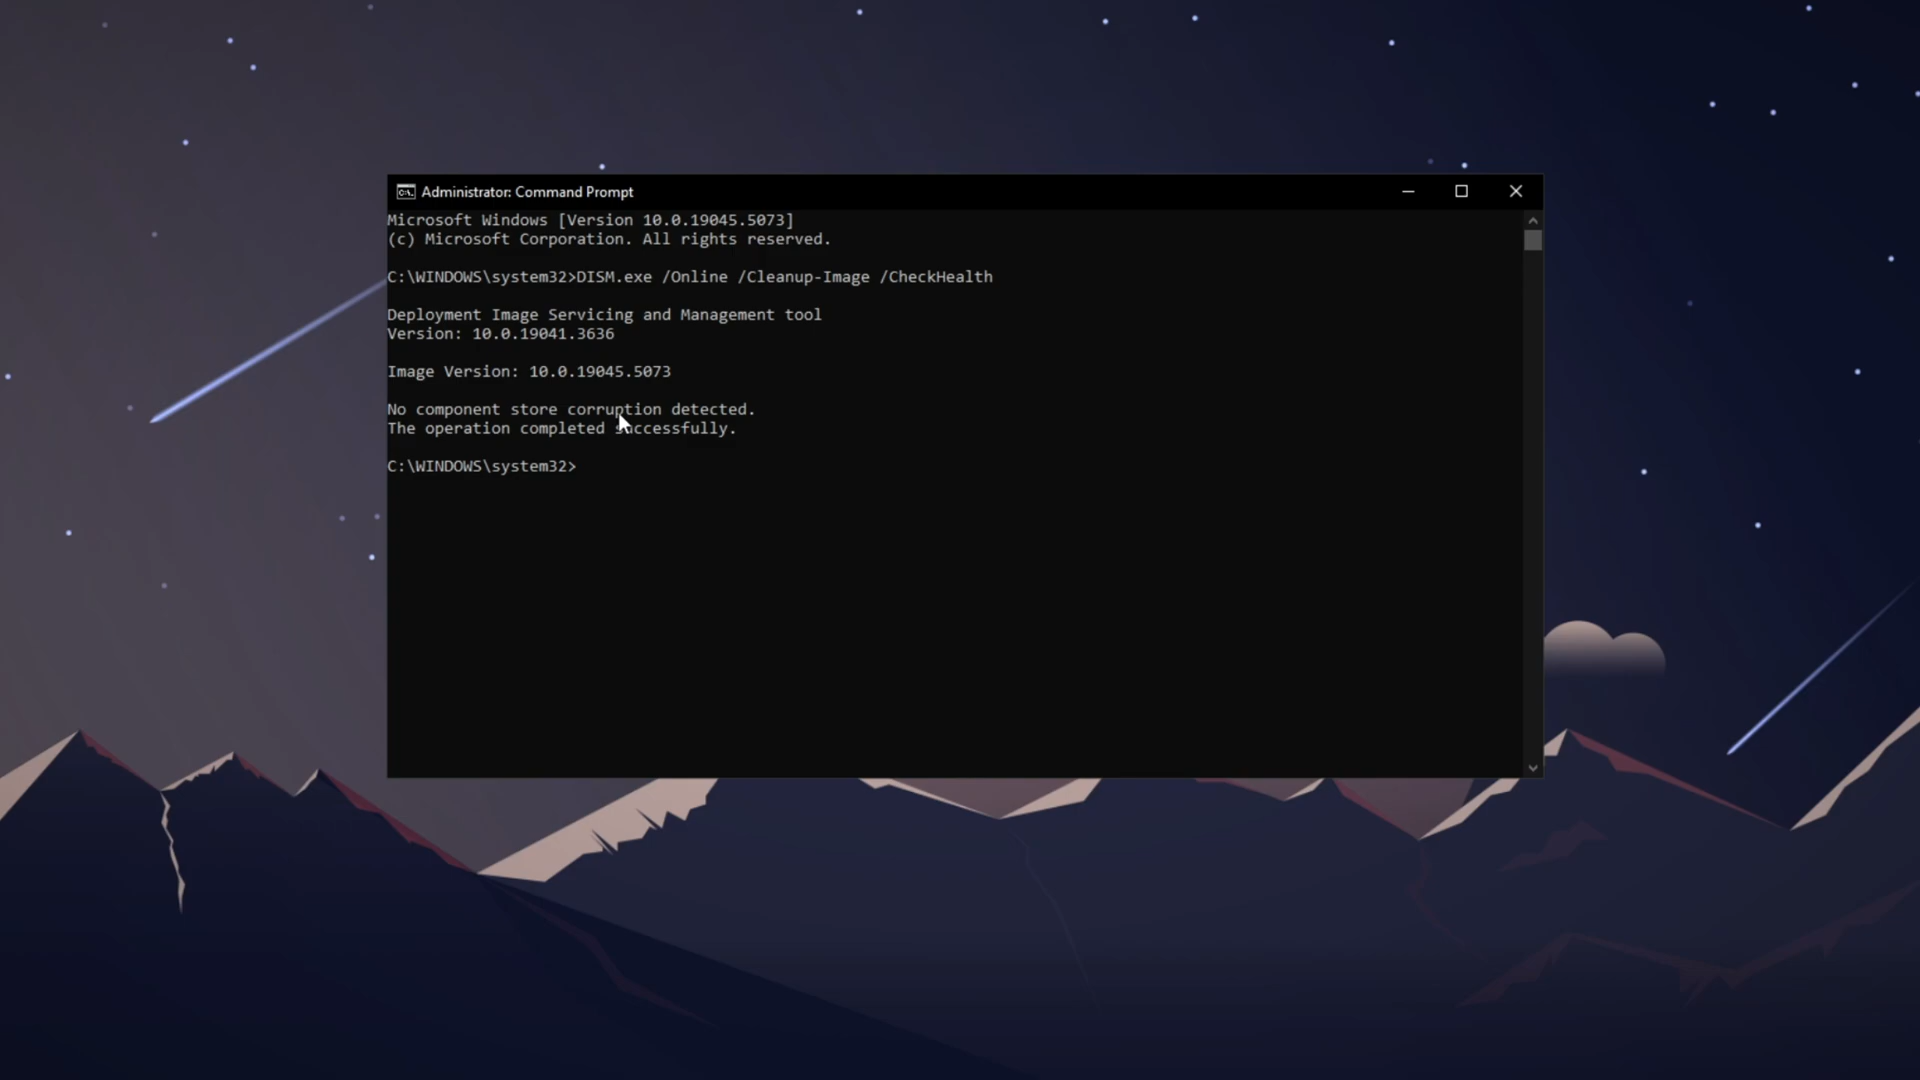 Administrator: Command Prompt
Microsoft Windows [Version 10.0.19045.5073]
(c) Microsoft Corporation. All rights reserved.
C:\WINDOWS\system32>DISM.exe /Online /Cleanup-Image /CheckHealth
Deployment Image Servicing and Management tool
Version: 10.0.19041.3636
Image Version: 10.0.19045.5073
No component store corruption detected.
The operation completed successfully.
C:\WINDOWS\system32>